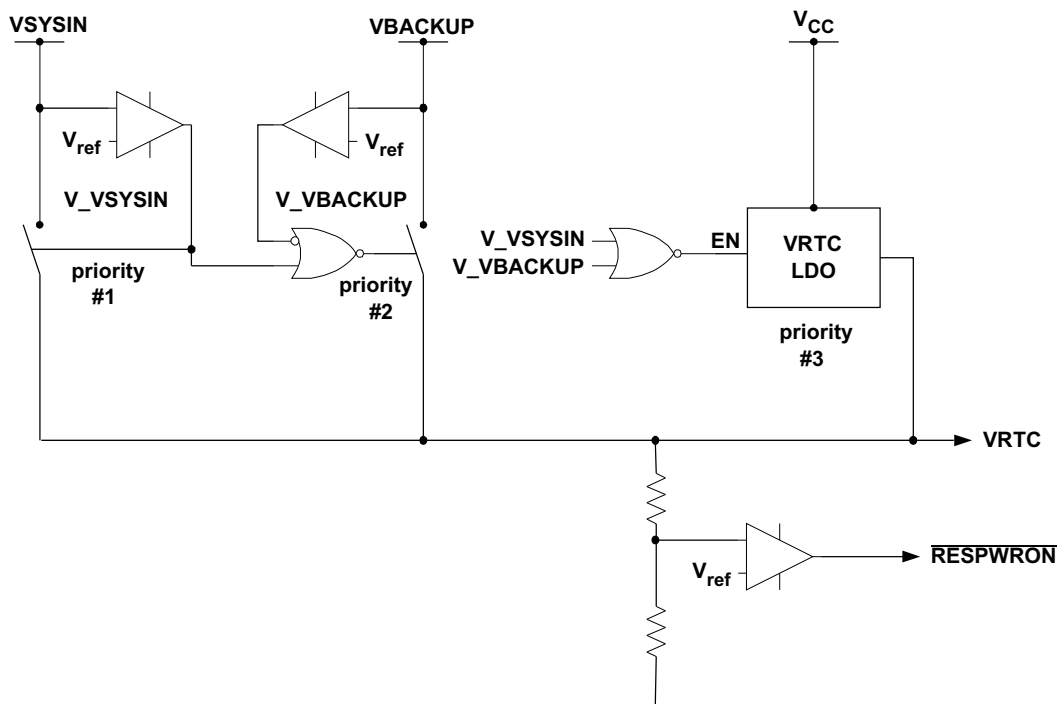 VSYSIN
VBACKUP
VCC
Vref
Vref
V_VSYSIN
V_VBACKUP
priority
#1
priority
#2
V_VSYSIN
V_VBACKUP
EN
VRTC
LDO
priority
#3
VRTC
Vref
RESPWRON